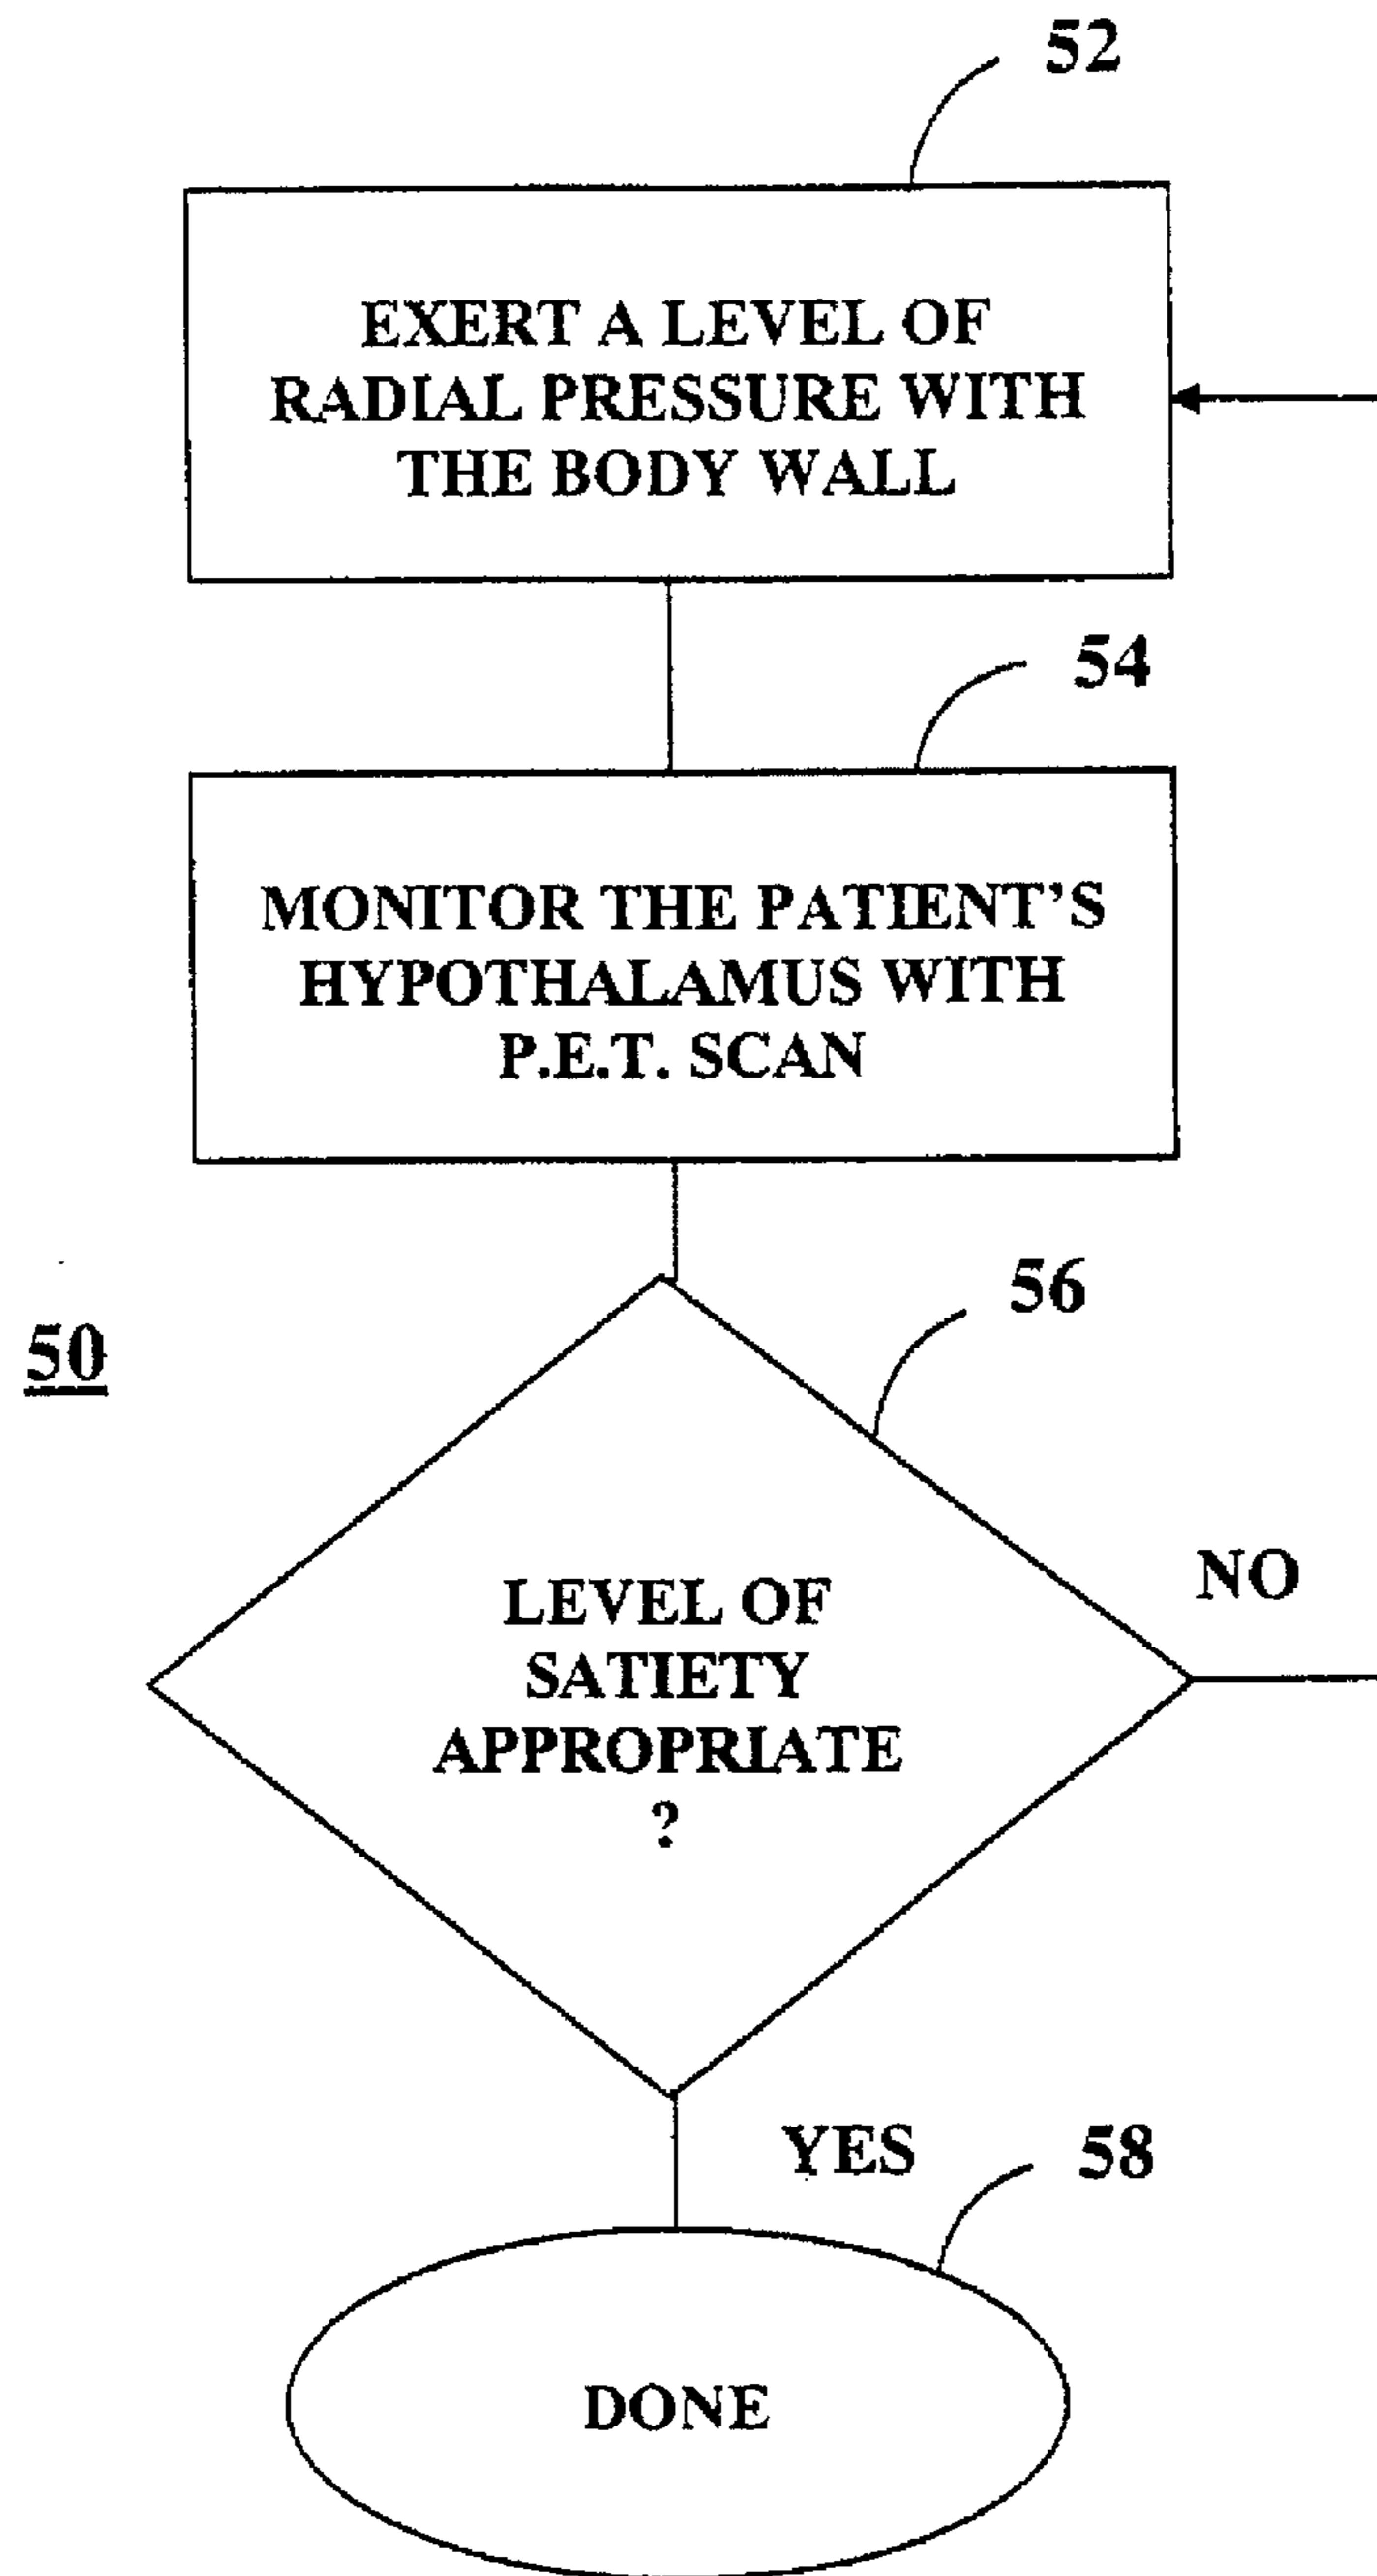 52
EXERT A LEVEL OF
RADIAL PRESSURE WITH
THE BODY WALL
54
MONITOR THE PATIENT’S
HYPOTHALAMUS WITH
P.E.T. SCAN
56
50
NO
LEVEL OF
SATIETY
APPROPRIATE
?
YES
58
DONE